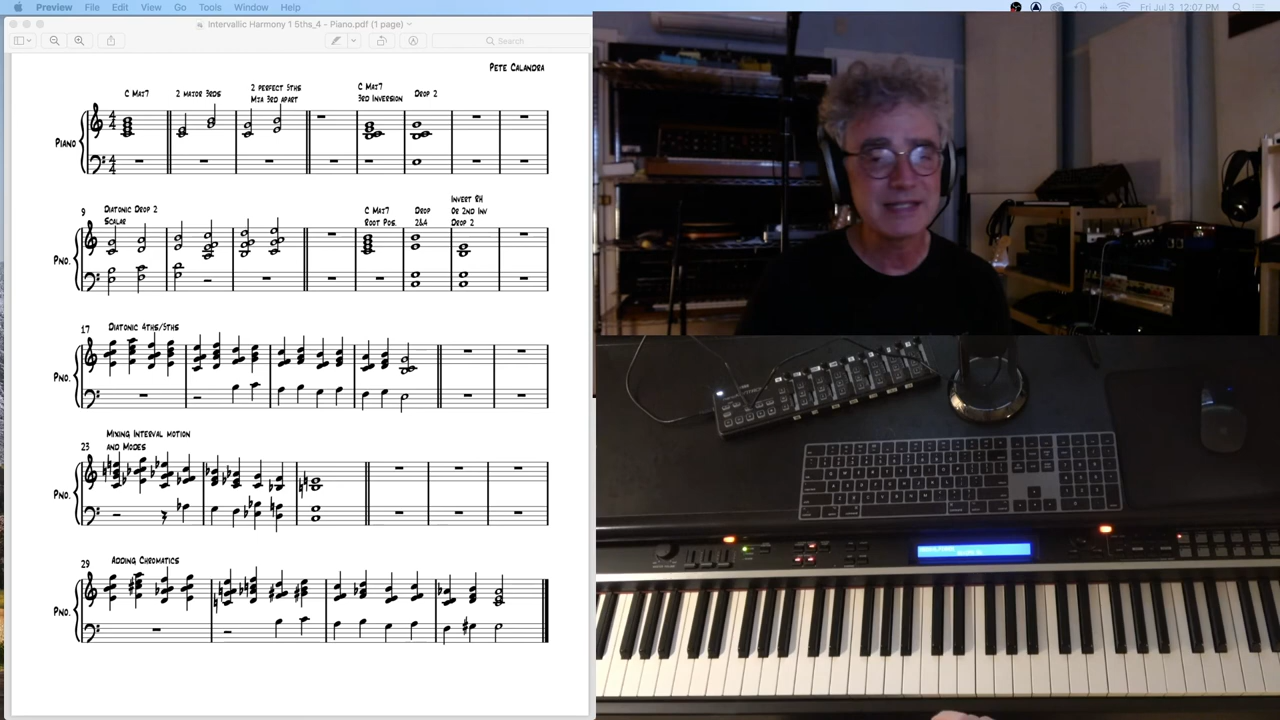 Preview File Edit View Go Tools Window Help
Fri Jul 3 12:07 PM
Intervallic Harmony 1 5ths_4 - Piano.pdf (1 page)
Search
Pete Calandra
C Maj7
2 major 3rds
2 perfect 5ths
Mja 3rd apart
C Maj7
3rd Inversion
Drop 2
Piano
9
Diatonic Drop 2
Scalar
C Maj7
Root Pos.
Drop
2&4
Invert RH
Or 2nd Inv
Drop 2
Pno.
17
Diatonic 4ths/5ths
Pno.
23
Mixing Interval motion
and Modes
Pno.
29
Adding Chromatics
Pno.